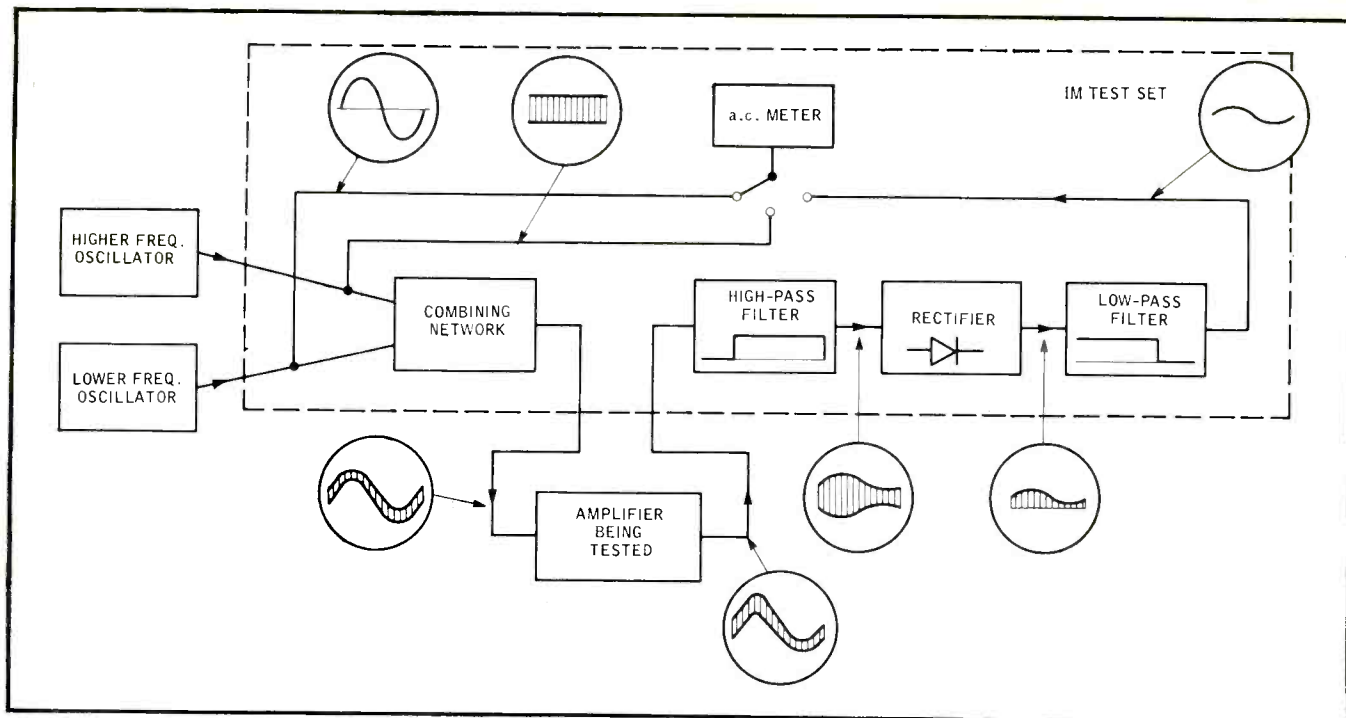 IM TEST SET
a.c. METER
HIGHER FREQ.
OSCILLATOR
LOWER FREQ.
OSCILLATOR
COMBINING
NETWORK
HIGH-PASS
FILTER
RECTIFIER
LOW-PASS
FILTER
AMPLIFIER
BEING
TESTED